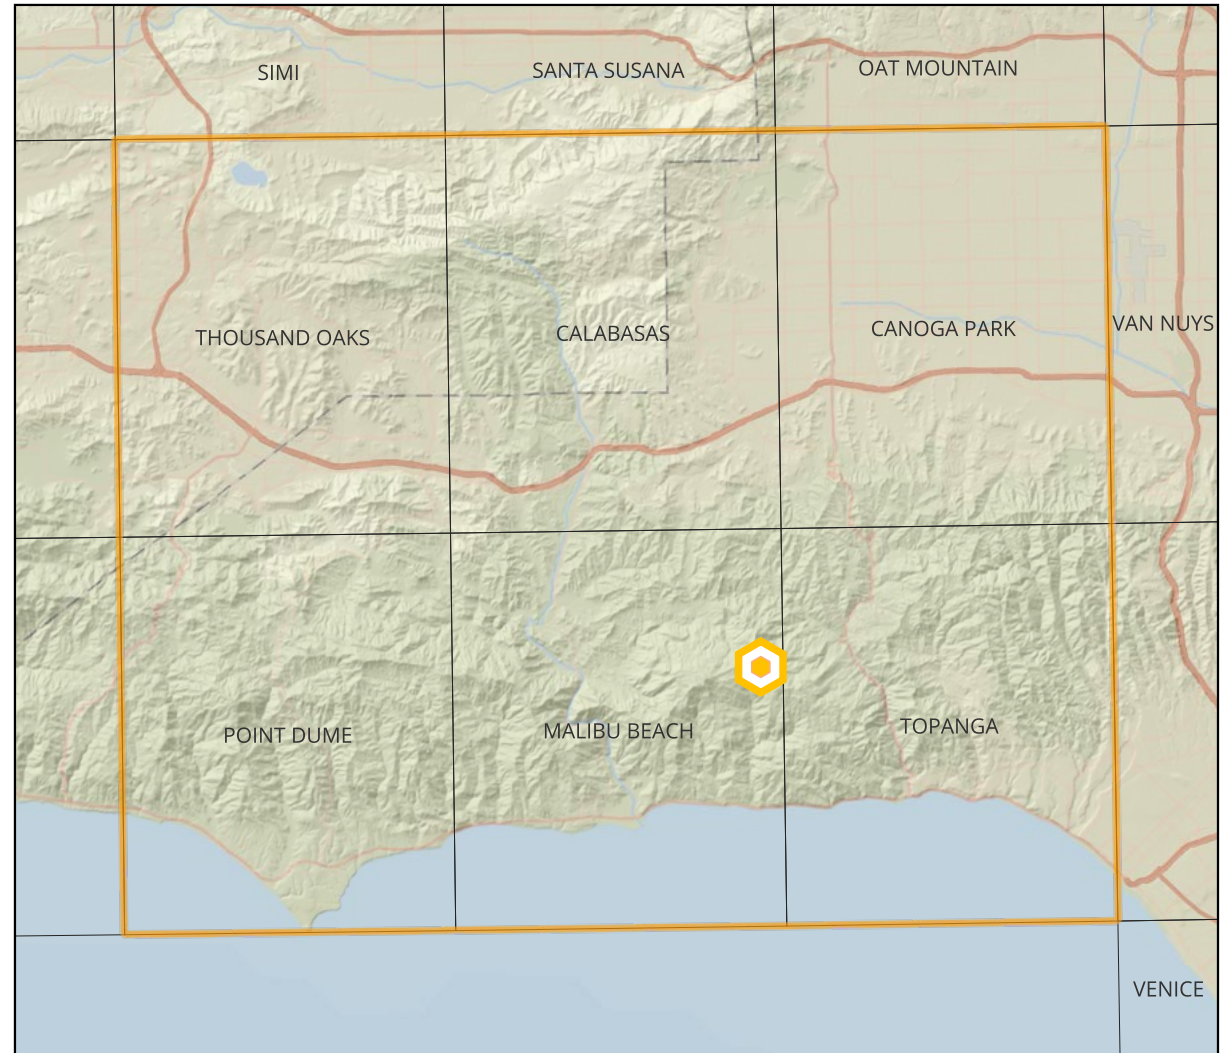 SIMI
SANTA SUSANA
OAT MOUNTAIN
THOUSAND OAKS
CALABASAS
CANOGA PARK
VAN NUYS
POINT DUME
MALIBU BEACH
TOPANGA
VENICE